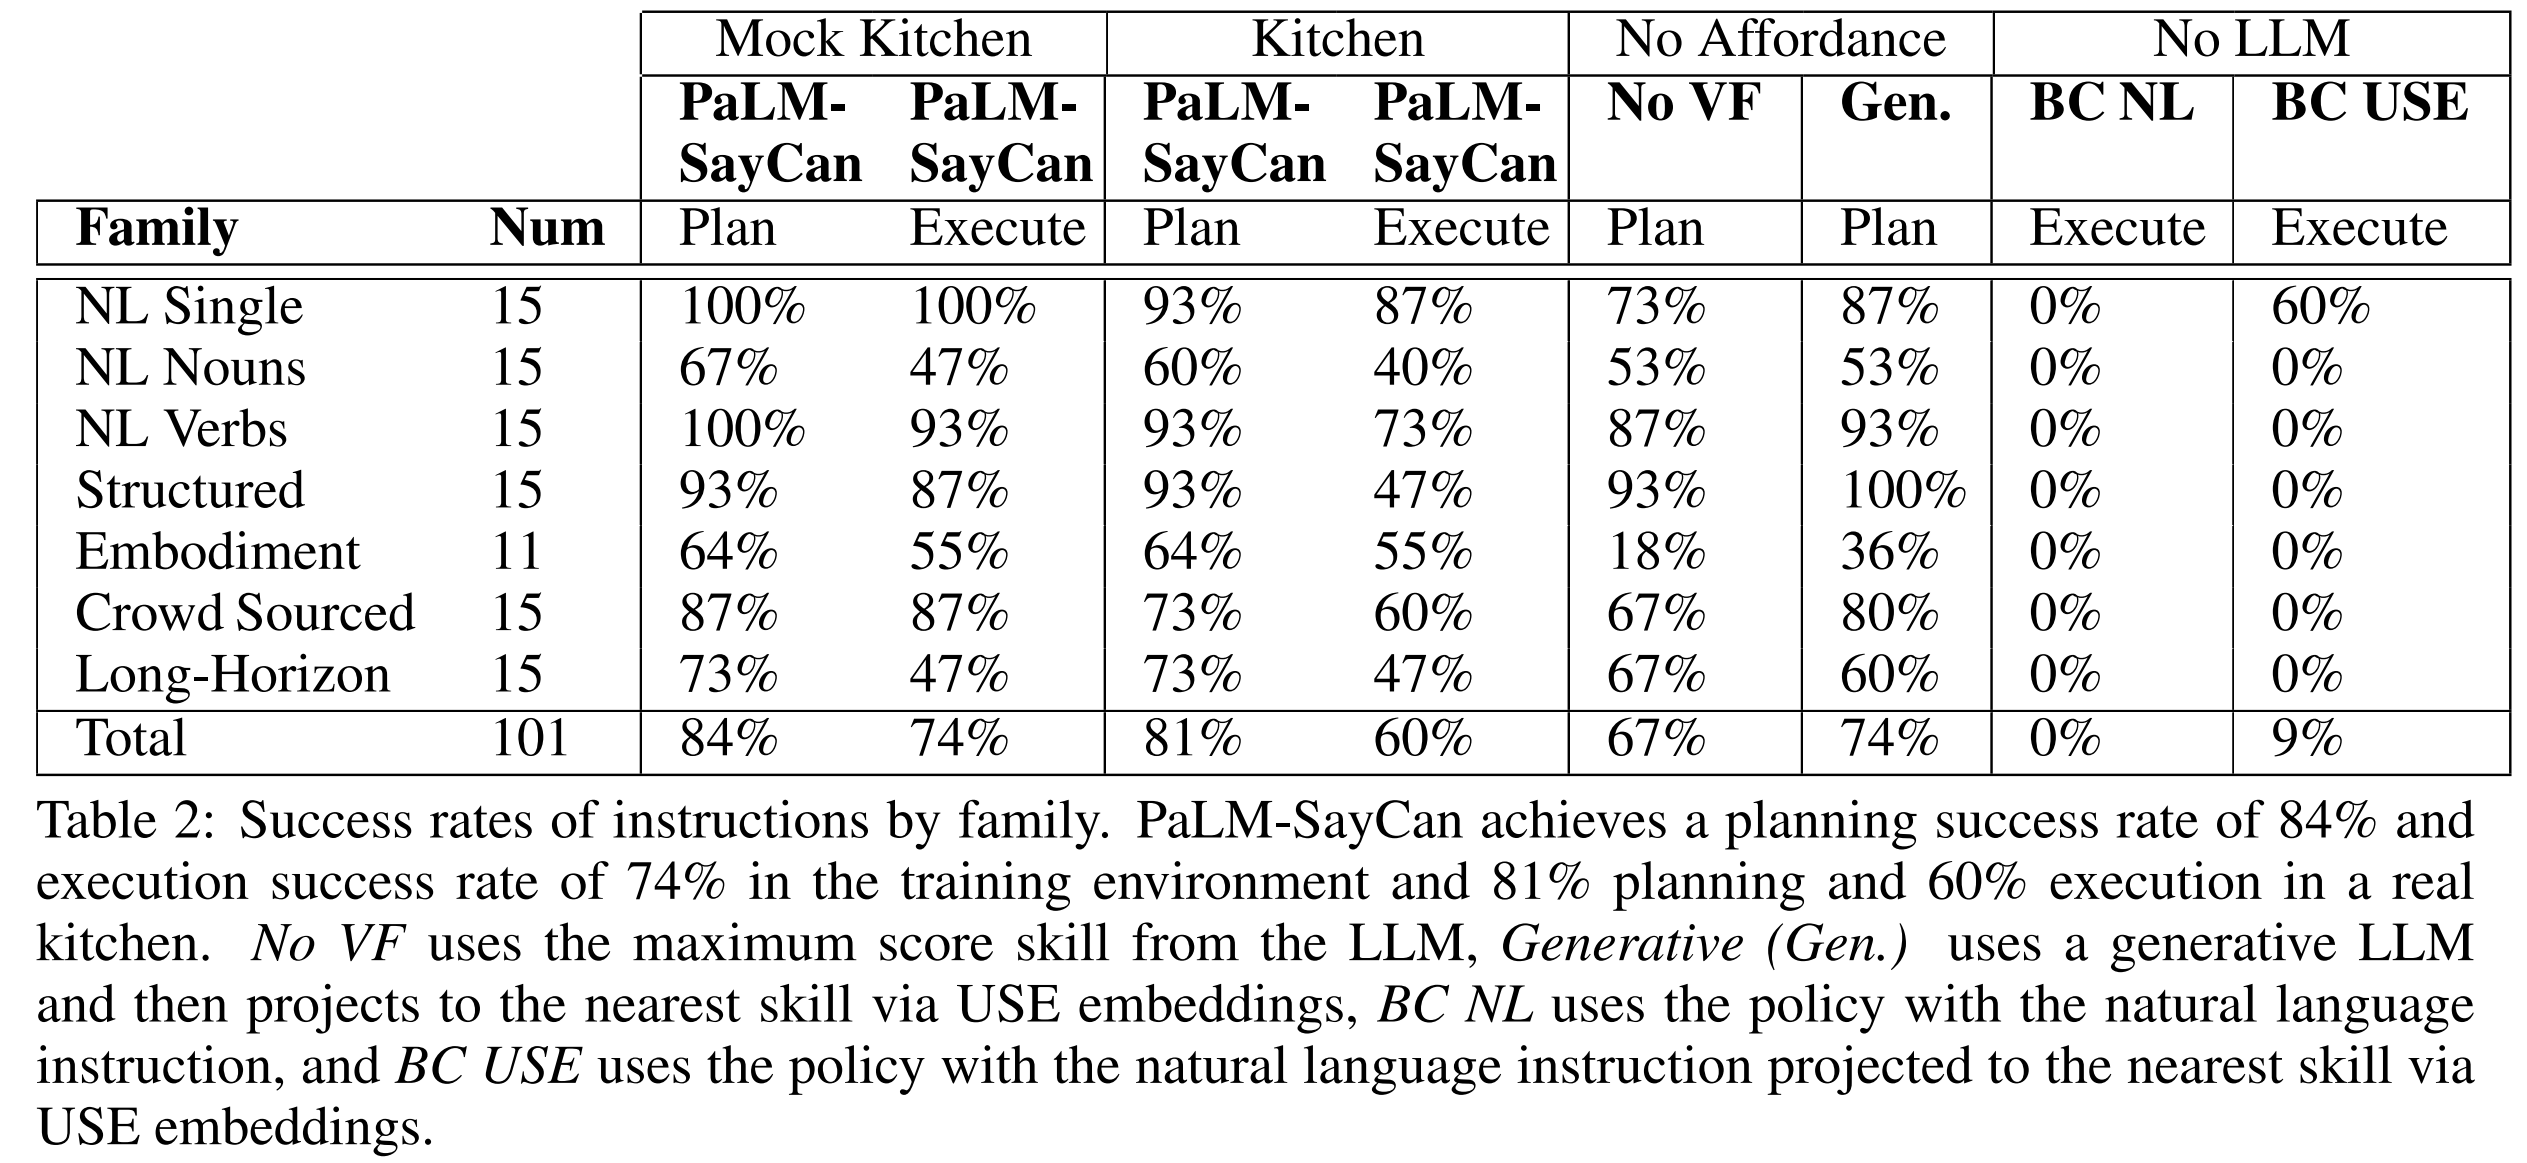 Mock Kitchen Kitchen No Affordance No LLM
PaLM- PaLM- PaLM- PaLM- No VF Gen. BC NL BC USE
SayCan SayCan SayCan SayCan
Family Num Plan Execute Plan Execute Plan Plan Execute Execute
NL Single 15 100% 100% 93% 87% 73% 87% 0% 60%
NL Nouns 15 67% 47% 60% 40% 53% 53% 0% 0%
NL Verbs 15 100% 93% 93% 73% 87% 93% 0% 0%
Structured 15 93% 87% 93% 47% 93% 100% 0% 0%
Embodiment 11 64% 55% 64% 55% 18% 36% 0% 0%
Crowd Sourced 15 87% 87% 73% 60% 67% 80% 0% 0%
Long-Horizon 15 73% 47% 73% 47% 67% 60% 0% 0%
Total 101 84% 74% 81% 60% 67% 74% 0% 9%
Table 2: Success rates of instructions by family. PaLM-SayCan achieves a planning success rate of 84% and
execution success rate of 74% in the training environment and 81% planning and 60% execution in a real
kitchen. No VF uses the maximum score skill from the LLM, Generative (Gen.) uses a generative LLM
and then projects to the nearest skill via USE embeddings, BC NL uses the policy with the natural language
instruction, and BC USE uses the policy with the natural language instruction projected to the nearest skill via
USE embeddings.